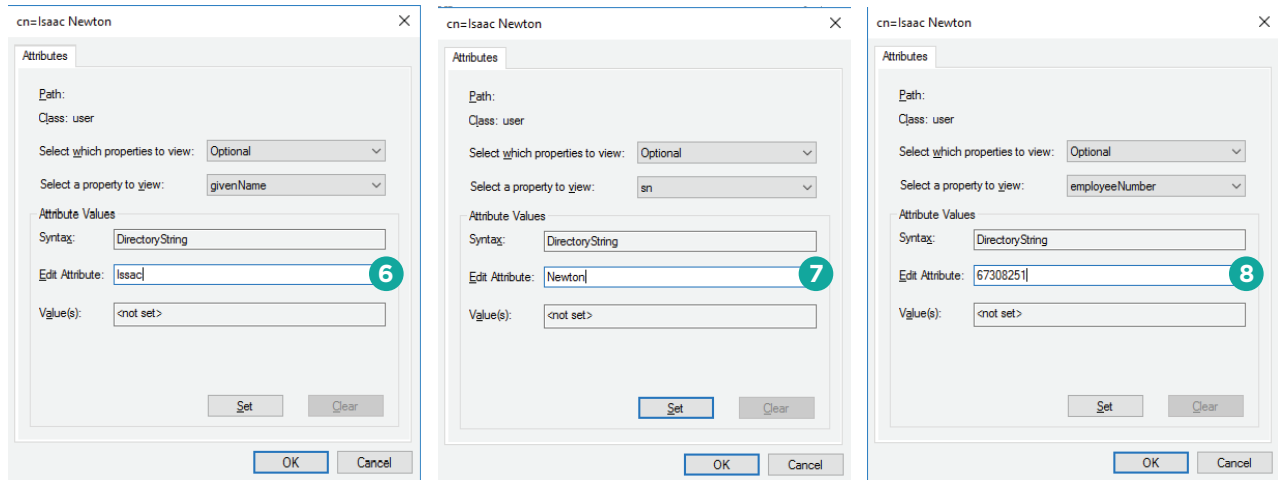 cn=Isaac Newton
Attributes
Path:
Class: user
Select which properties to view: Optional
Select a property to view: givenName
Attribute Values
Syntax: DirectoryString
Edit Attribute: Issac 6
Value(s): <not set>
Set Clear
OK Cancel
cn=Isaac Newton
Attributes
Path:
Class: user
Select which properties to view: Optional
Select a property to view: sn
Attribute Values
Syntax: DirectoryString
Edit Attribute: Newton 7
Value(s): <not set>
Set Clear
OK Cancel
cn=Isaac Newton
Attributes
Path:
Class: user
Select which properties to view: Optional
Select a property to view: employeeNumber
Attribute Values
Syntax: DirectoryString
Edit Attribute: 67308251 8
Value(s): <not set>
Set Clear
OK Cancel